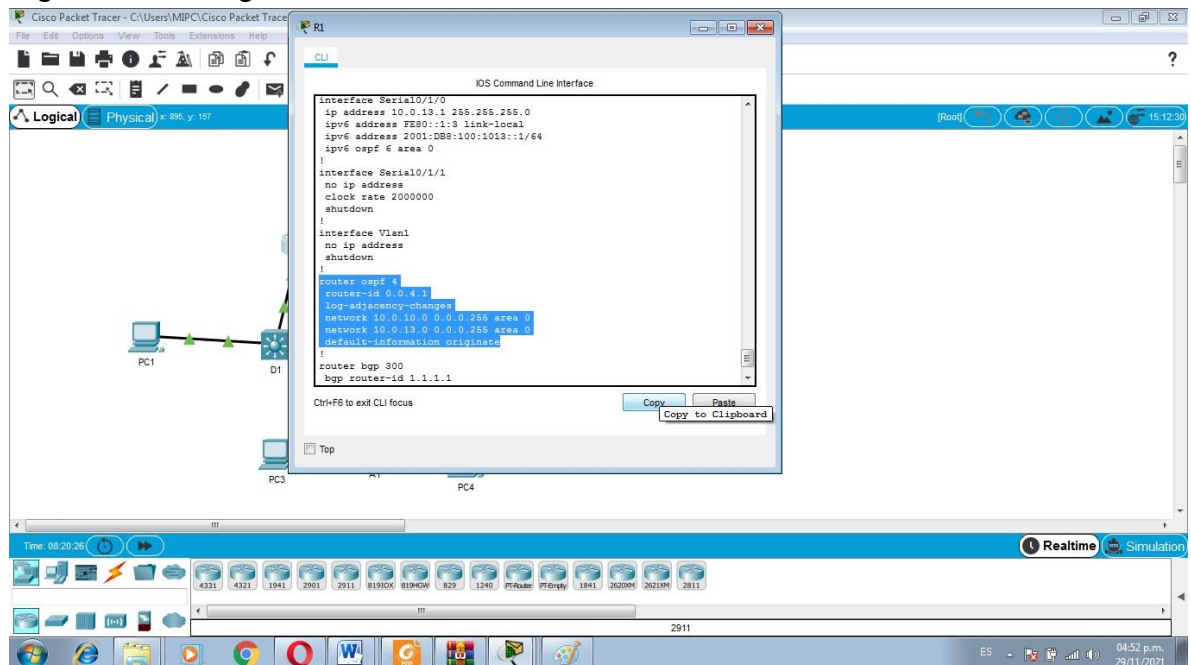 Cisco Packet Tracer - C:\Users\MIPC\Cisco Packet Trace
File Edit Options View Tools Extensions Help
?
Logical
Physical
x: 895, y: 157
[Root]
15:12:30
R1
CLI
IOS Command Line Interface
interface Serial0/1/0
ip address 10.0.13.1 255.255.255.0
ipv6 address FE80::1:3 link-local
ipv6 address 2001:DB8:100:1013::1/64
ipv6 ospf 6 area 0
!
interface Serial0/1/1
no ip address
clock rate 2000000
shutdown
!
interface Vlan1
no ip address
shutdown
!
router ospf 4
router-id 0.0.4.1
log-adjacency-changes
network 10.0.10.0 0.0.0.255 area 0
network 10.0.13.0 0.0.0.255 area 0
default-information originate
!
router bgp 300
bgp router-id 1.1.1.1
Ctrl+F6 to exit CLI focus
Copy
Paste
Copy to Clipboard
Top
PC1
D1
PC3
PC4
Time: 08:20:26
Realtime
Simulation
4331 4321 1941 2901 2911 819IOX 819HGW 829 1240 PT-Router PT-Empty 1841 2620XM 2621XM 2811
2911
ES
04:52 p.m.
29/11/2021